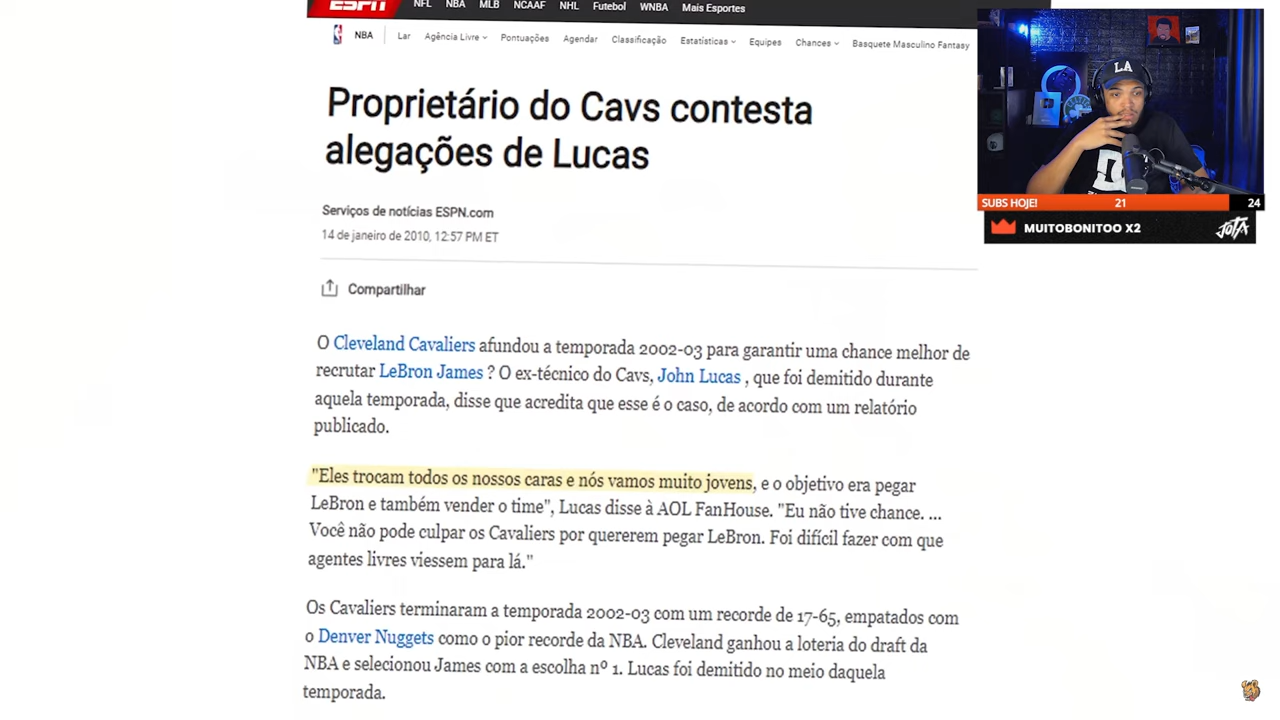 ESPN
NFL NBA MLB NCAAF NHL Futebol WNBA Mais Esportes
NBA Lar Agência Livre Pontuações Agendar Classificação Estatísticas Equipes Chances Basquete Masculino Fantasy
LA
DC
SUBS HOJE! 21 24
MUITOBONITOO X2 JOTA
Proprietário do Cavs contesta
alegações de Lucas
Serviços de notícias ESPN.com
14 de janeiro de 2010, 12:57 PM ET
Compartilhar
O Cleveland Cavaliers afundou a temporada 2002-03 para garantir uma chance melhor de
recrutar LeBron James ? O ex-técnico do Cavs, John Lucas , que foi demitido durante
aquela temporada, disse que acredita que esse é o caso, de acordo com um relatório
publicado.
"Eles trocam todos os nossos caras e nós vamos muito jovens, e o objetivo era pegar
LeBron e também vender o time", Lucas disse à AOL FanHouse. "Eu não tive chance. ...
Você não pode culpar os Cavaliers por quererem pegar LeBron. Foi difícil fazer com que
agentes livres viessem para lá."
Os Cavaliers terminaram a temporada 2002-03 com um recorde de 17-65, empatados com
o Denver Nuggets como o pior recorde da NBA. Cleveland ganhou a loteria do draft da
NBA e selecionou James com a escolha nº 1. Lucas foi demitido no meio daquela
temporada.